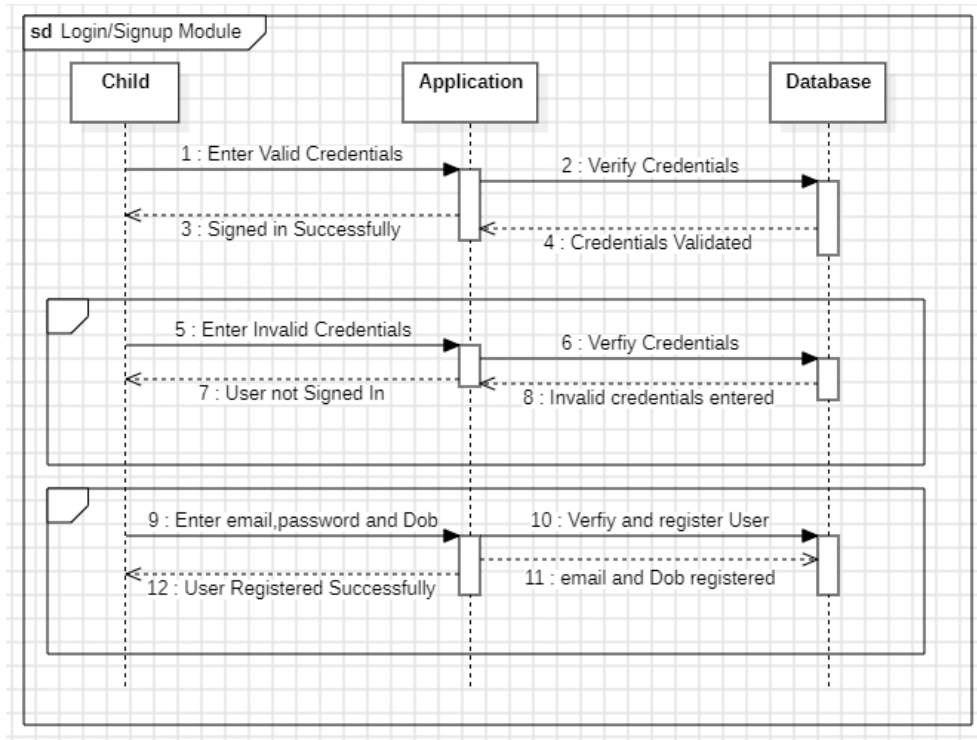 sd Login/Signup Module
Child
Application
Database
1 : Enter Valid Credentials
2 : Verify Credentials
3 : Signed in Successfully
4 : Credentials Validated
5 : Enter Invalid Credentials
6 : Verfiy Credentials
7 : User not Signed In
8 : Invalid credentials entered
9 : Enter email,password and Dob
10 : Verfiy and register User
11 : email and Dob registered
12 : User Registered Successfully